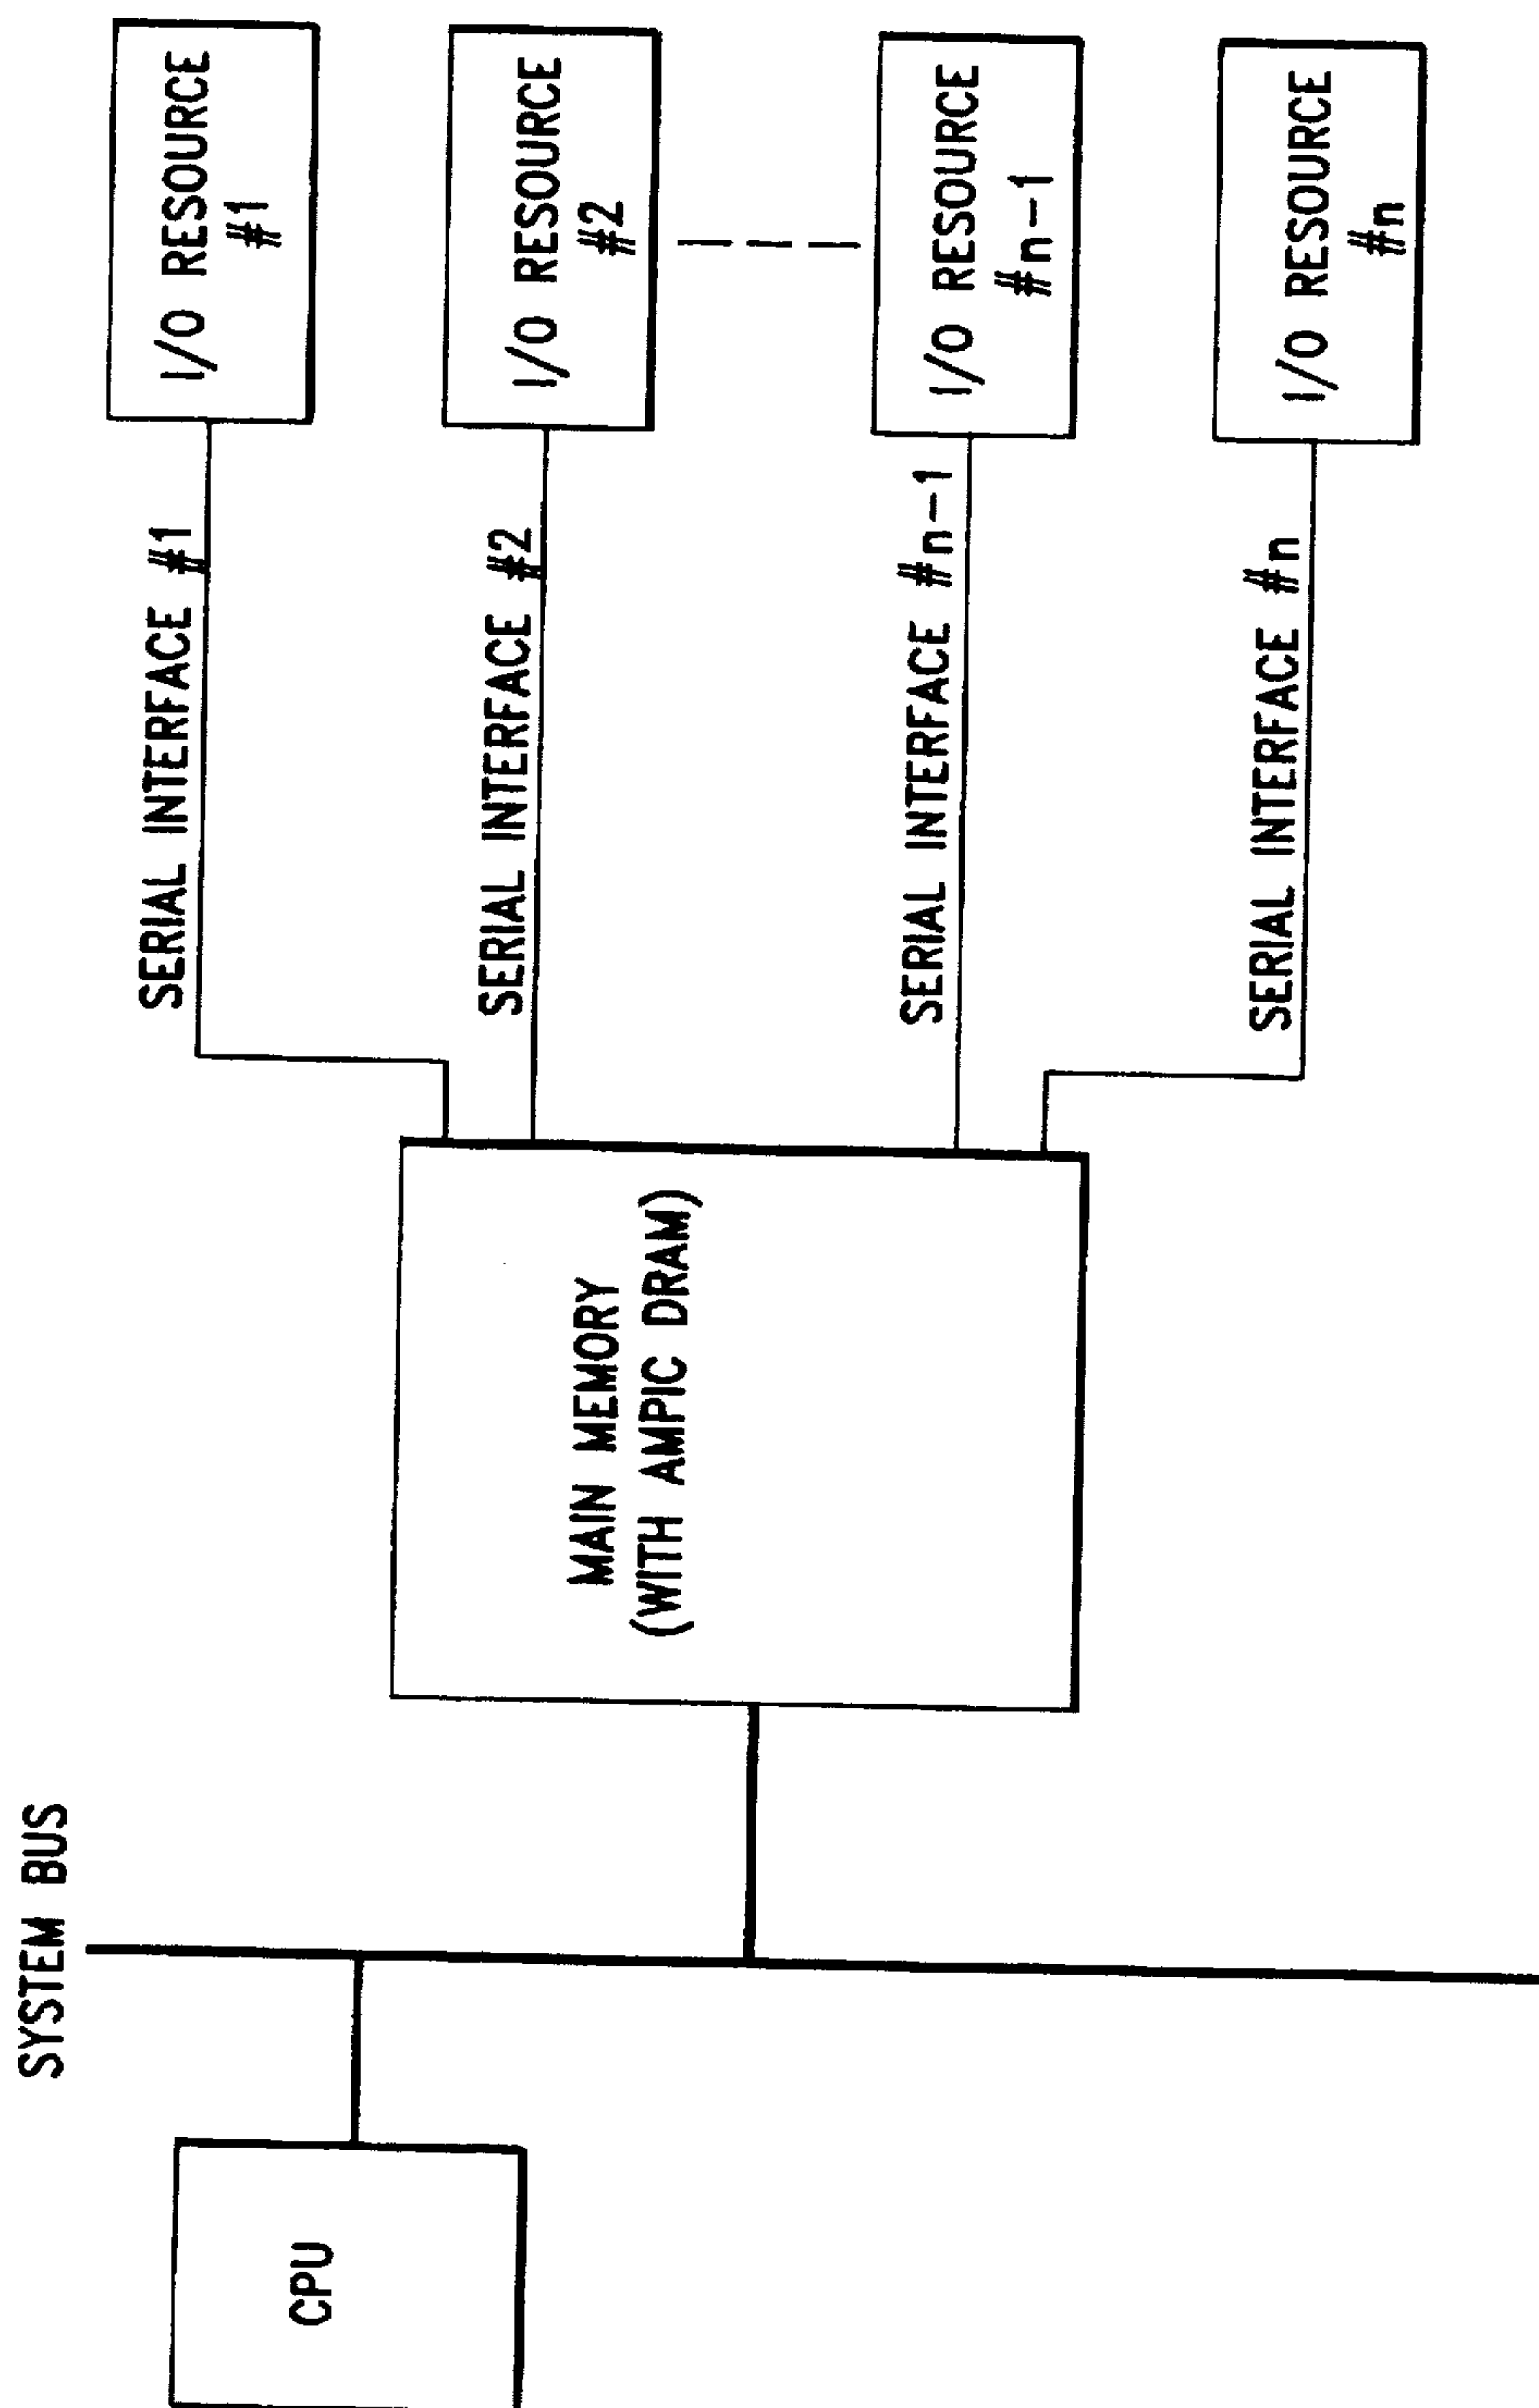 SYSTEM BUS
CPU
MAIN MEMORY
(WITH AMPIC DRAM)
SERIAL INTERFACE #1
SERIAL INTERFACE #2
SERIAL INTERFACE #n-1
SERIAL INTERFACE #n
I/O RESOURCE
#1
I/O RESOURCE
#2
I/O RESOURCE
#n-1
I/O RESOURCE
#n